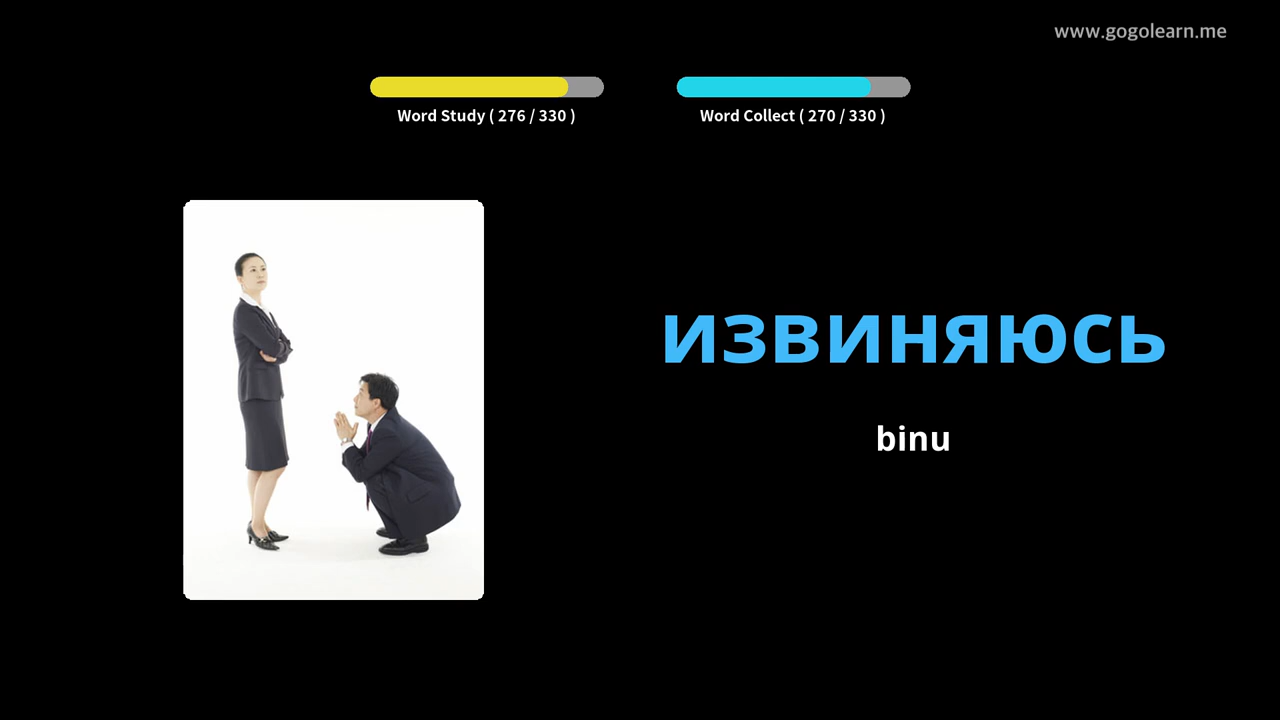 www.gogolearn.me
Word Study ( 276 / 330 )
Word Collect ( 270 / 330 )
извиняюсь
binu